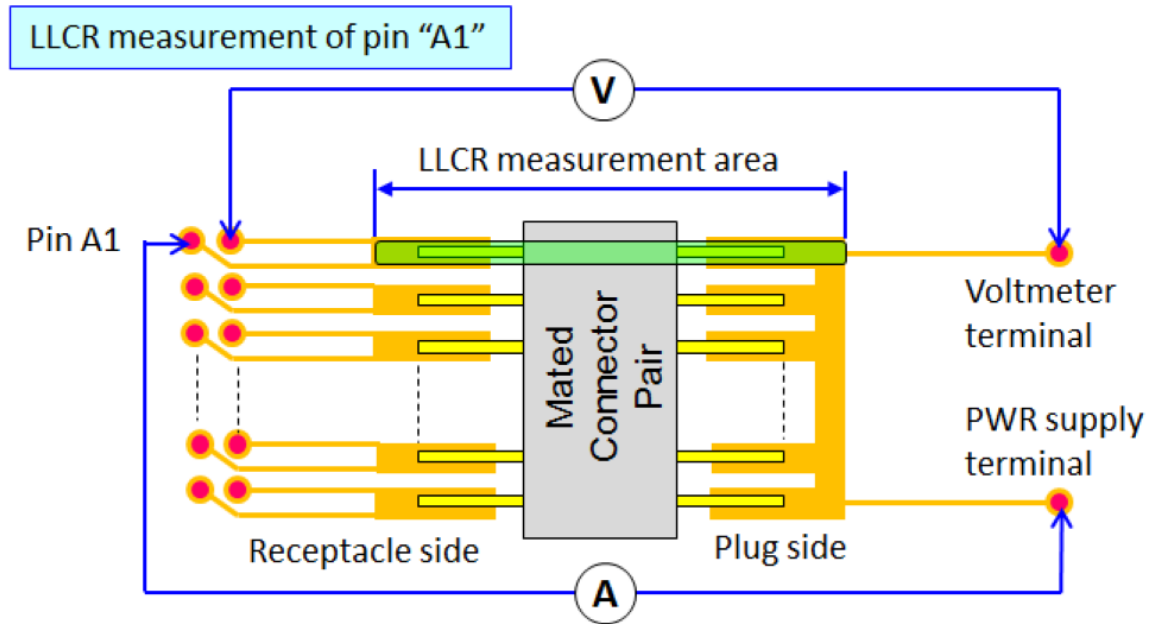 LLCR measurement of pin “A1”
V
LLCR measurement area
Pin A1
Mated
Connector
Pair
Voltmeter
terminal
PWR supply
terminal
Receptacle side
Plug side
A